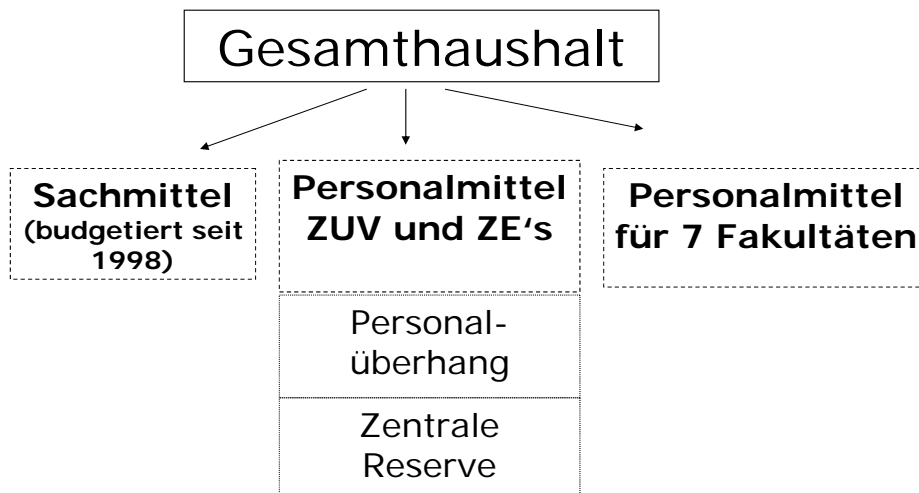 Gesamthaushalt
Sachmittel
(budgetiert seit
1998)
Personalmittel
ZUV und ZE‘s
Personalmittel
für 7 Fakultäten
Personal-
überhang
Zentrale
Reserve